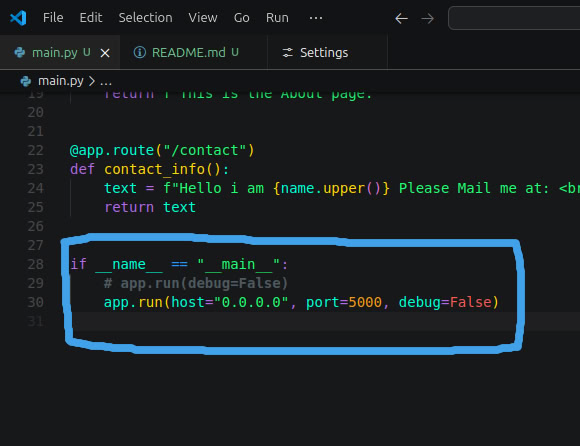 File Edit Selection View Go Run ···
main.py U README.md U Settings
main.py > ...
19 return f"This is the About page.
20
21
22 @app.route("/contact")
23 def contact_info():
24 text = f"Hello i am {name.upper()} Please Mail me at: <br
25 return text
26
27
28 if __name__ == "__main__":
29 # app.run(debug=False)
30 app.run(host="0.0.0.0", port=5000, debug=False)
31